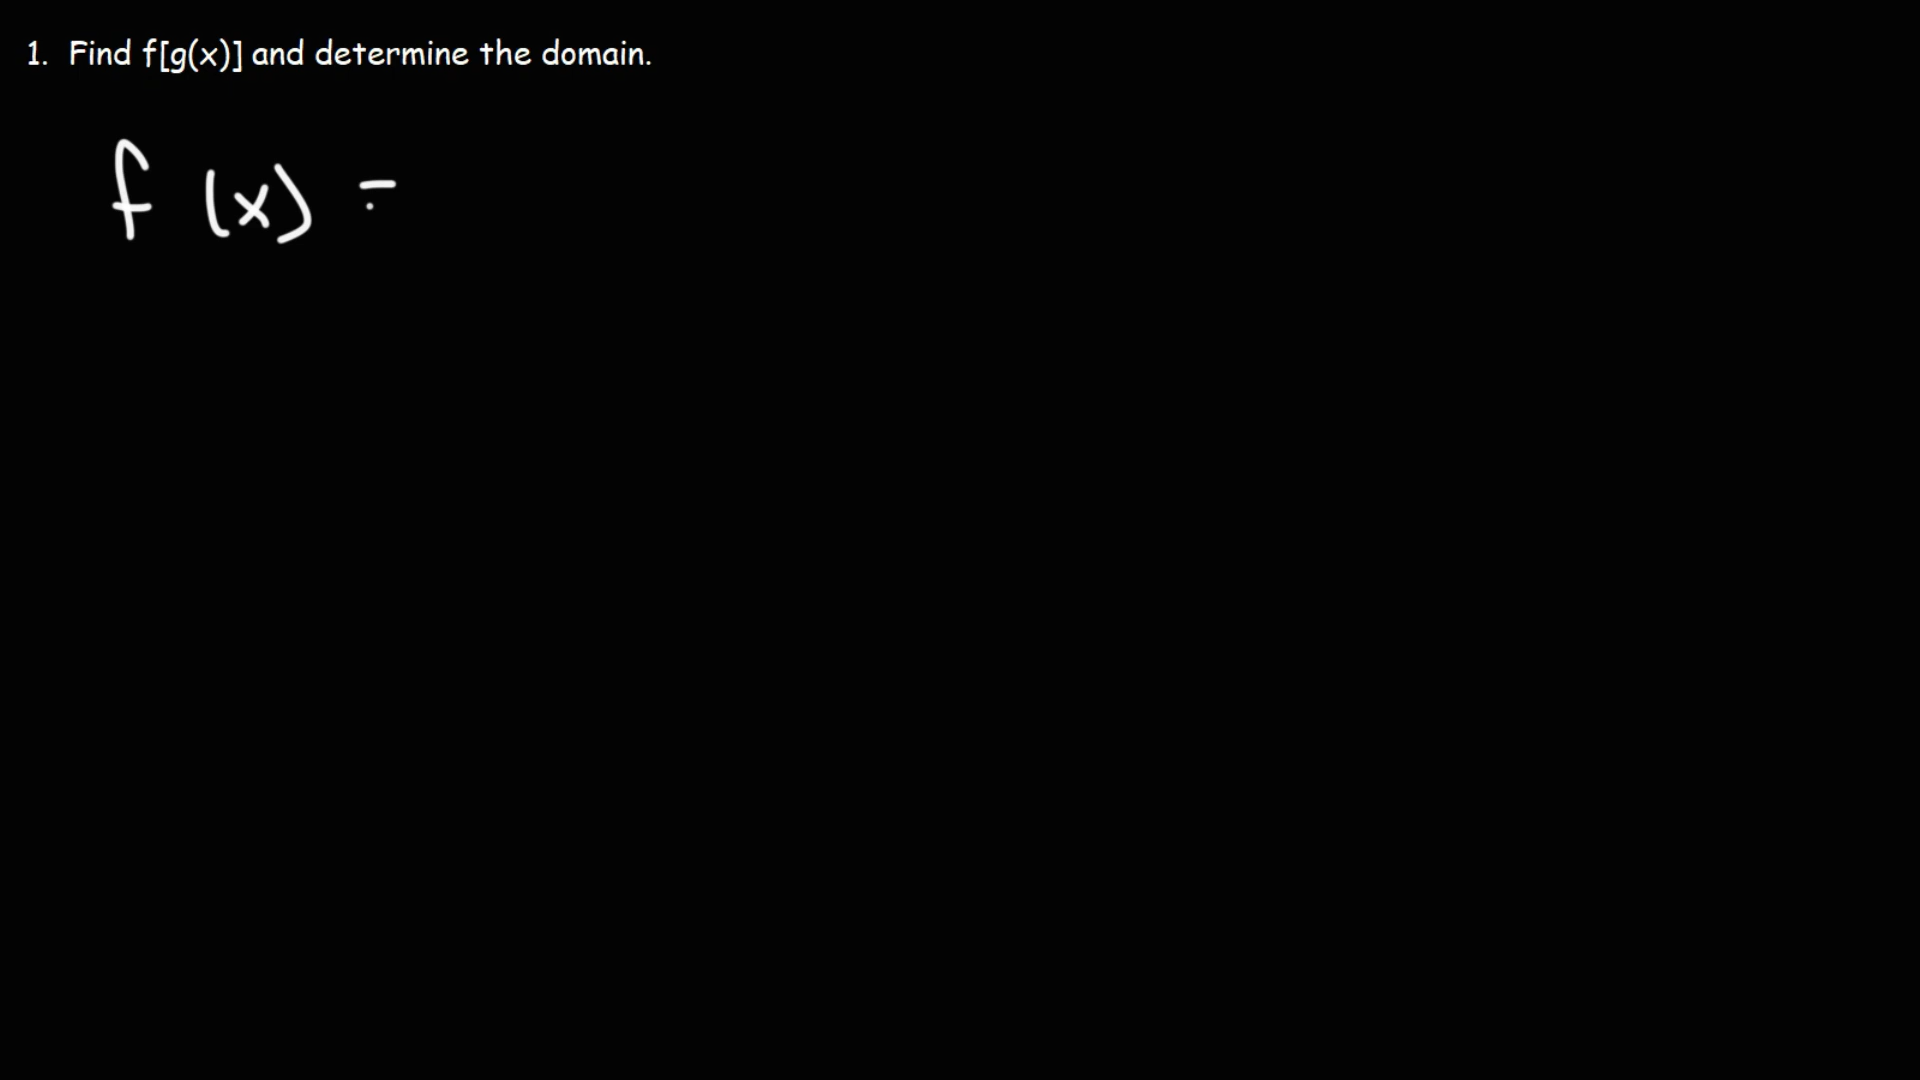 1. Find f[g(x)] and determine the domain.
f (x) =